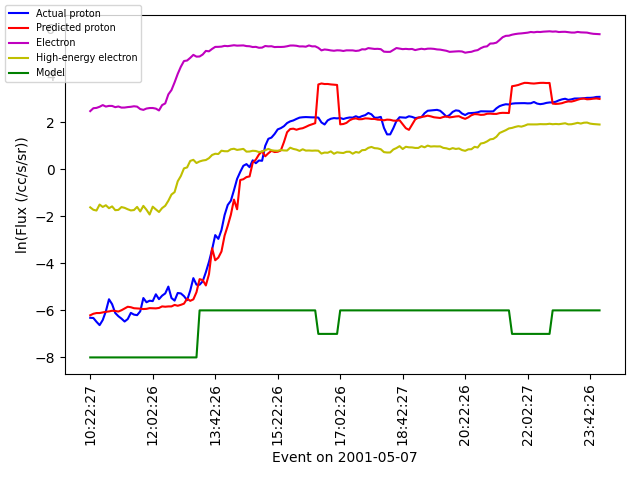 Actual proton
Predicted proton
Electron
High-energy electron
Model
2
0
−2
−4
−6
−8
ln(Flux (/cc/s/sr))
10:22:27
12:02:26
13:42:26
15:22:26
17:02:26
18:42:27
20:22:26
22:02:27
23:42:26
Event on 2001-05-07